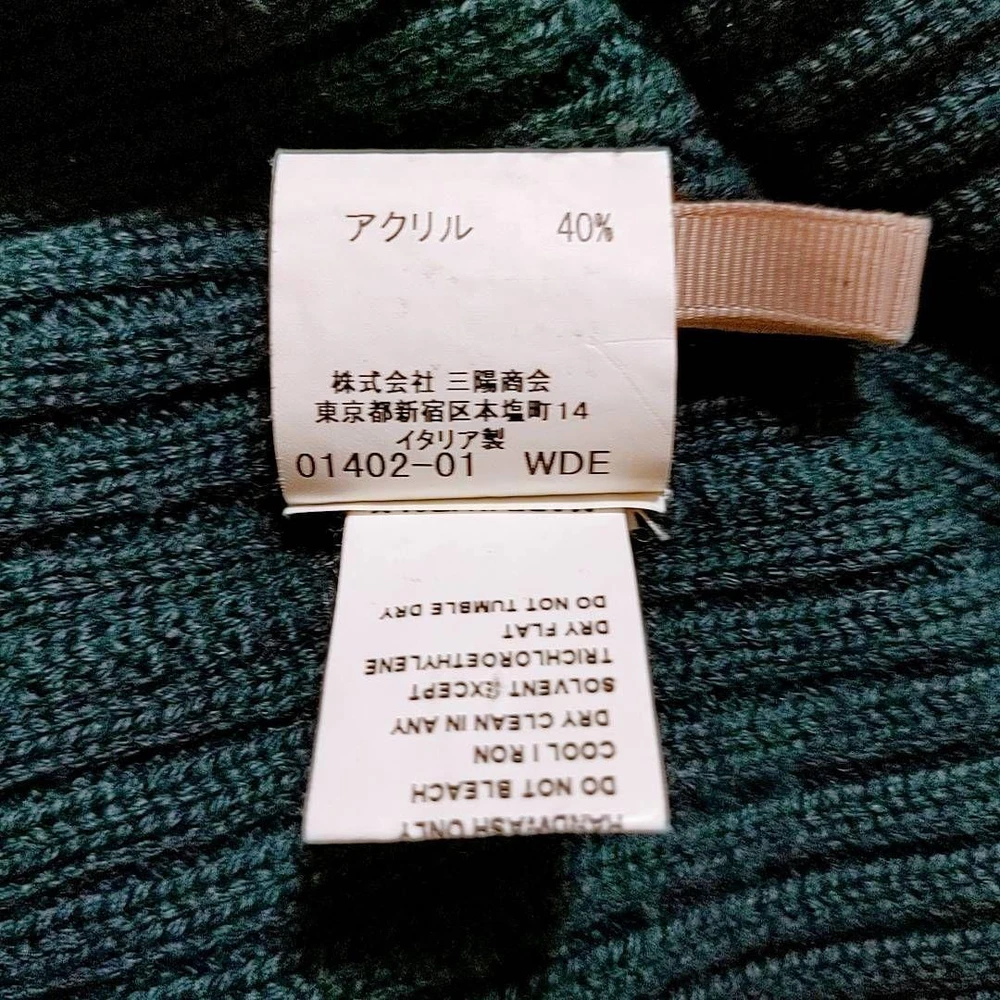 アクリル 40%
株式会社 三陽商会
東京都新宿区本塩町14
イタリア製
01402-01 WDE
HANDWASH ONLY
DO NOT BLEACH
COOL IRON
DRY CLEAN IN ANY
SOLVENT EXCEPT
TRICHLOROETHYLENE
DRY FLAT
DO NOT TUMBLE DRY